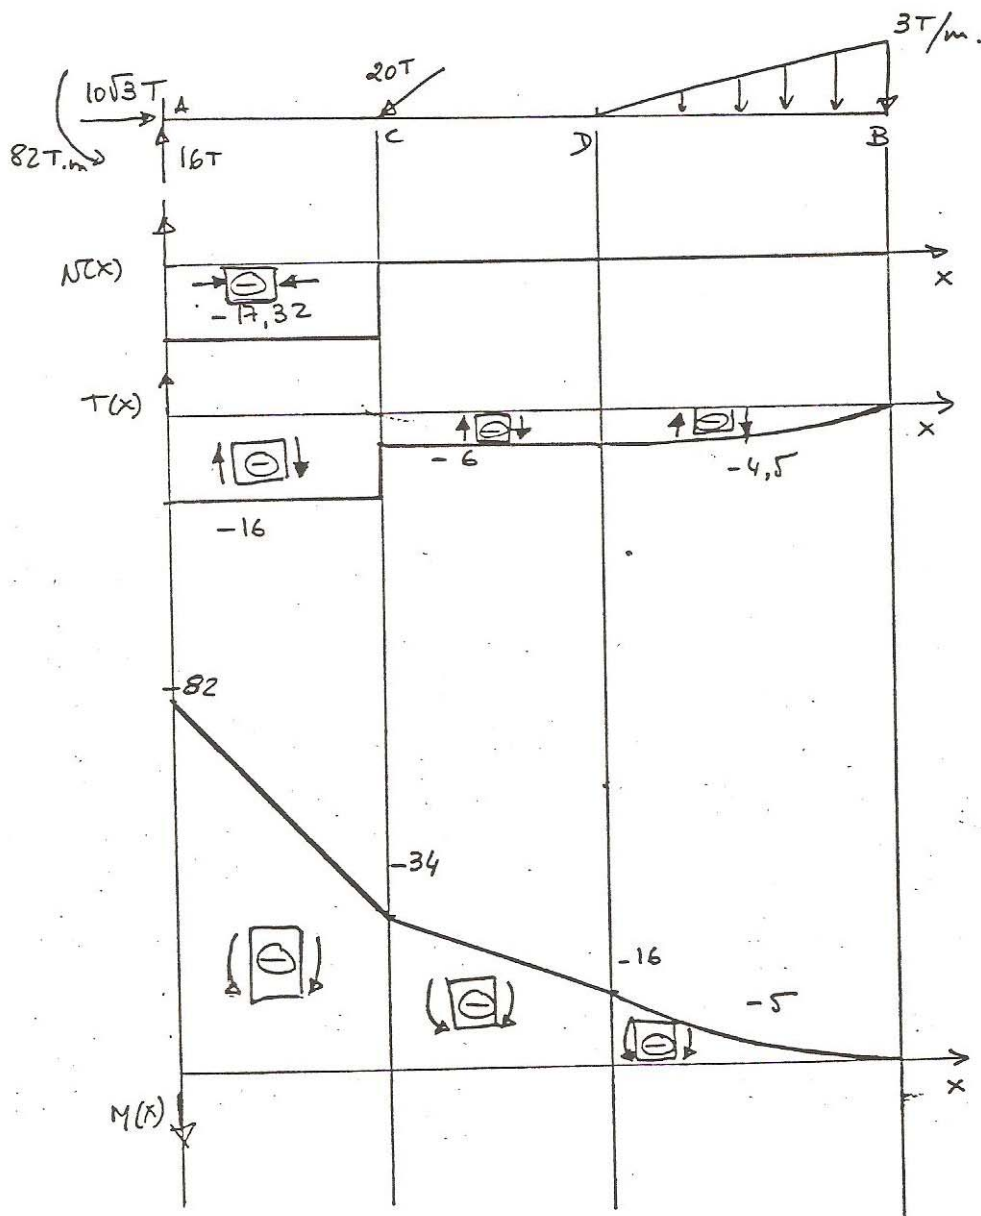 3T/m.
20T
10√3 T
A
C
D
B
82T.m
16T
N(x)
x
⊖
-17,32
T(x)
x
⊖
⊖
⊖
-6
-4,5
-16
-82
-34
-16
-5
⊖
⊖
⊖
x
M(x)